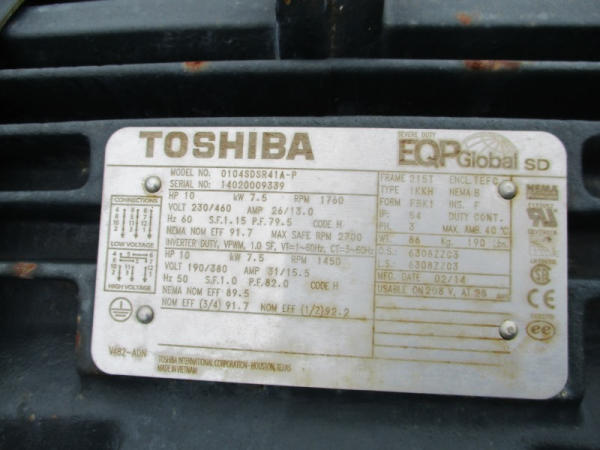 TOSHIBA
SEVERE DUTY
EQP Global SD
MODEL NO. 0104SDSR41A-P
SERIAL NO: 14020009339
HP 10 kW 7.5 RPM 1760
VOLT 230/460 AMP 26/13.0
Hz 60 S.F. 1.15 P.F. 79.5 CODE H
NEMA NOM EFF 91.7 MAX SAFE RPM 2700
INVERTER DUTY, VPWM, 1.0 SF, VT=1-60Hz, CT=3-60Hz
HP 10 kW 7.5 RPM 1450
VOLT 190/380 AMP 31/15.5
Hz 50 S.F. 1.0 P.F. 82.0 CODE H
NEMA NOM EFF 89.5
NOM EFF (3/4) 91.7 NOM EFF (1/2) 92.2
FRAME 215T ENCL. TEFC
TYPE 1KKH NEMA B
FORM FBK1 INS. F
IP: 54 DUTY CONT.
PH. 3 MAX. AMB. 40 °C
WT. 86 Kg. 190 Lbs.
O.S.: 6308ZZC3
L.S.: 6308ZZC3
MFG. DATE 02/14
USABLE ON 208 V, AT 28 AMP
CONNECTIONS
LOW VOLTAGE
HIGH VOLTAGE
V482-ADN
TOSHIBA INTERNATIONAL CORPORATION - HOUSTON, TEXAS
MADE IN VIETNAM
NEMA
CE
ee